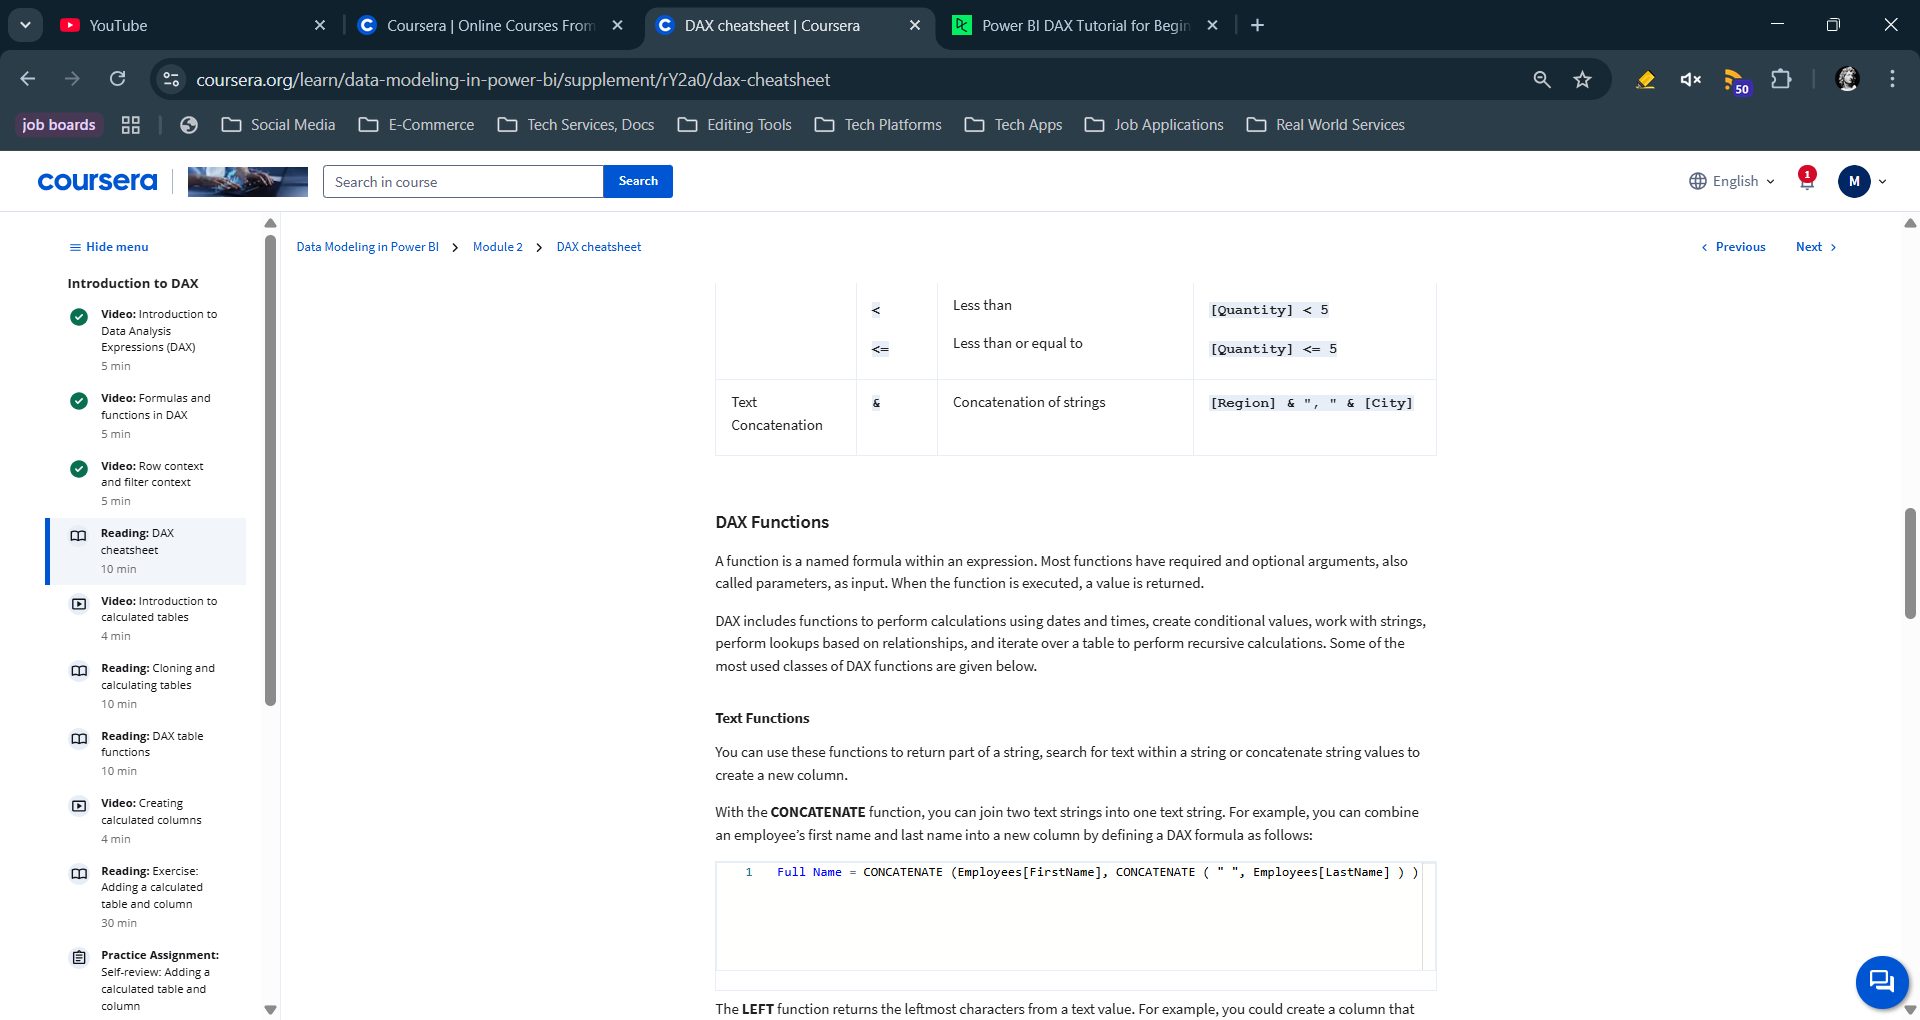 YouTube
Coursera | Online Courses From
DAX cheatsheet | Coursera
Power BI DAX Tutorial for Begin
coursera.org/learn/data-modeling-in-power-bi/supplement/rY2a0/dax-cheatsheet
50
job boards
Social Media
E-Commerce
Tech Services, Docs
Editing Tools
Tech Platforms
Tech Apps
Job Applications
Real World Services
coursera
Search in course
Search
English
1
M
Hide menu
Data Modeling in Power BI > Module 2 > DAX cheatsheet
Previous
Next
Introduction to DAX
Video: Introduction to
Data Analysis
Expressions (DAX)
5 min
Video: Formulas and
functions in DAX
5 min
Video: Row context
and filter context
5 min
Reading: DAX
cheatsheet
10 min
Video: Introduction to
calculated tables
4 min
Reading: Cloning and
calculating tables
10 min
Reading: DAX table
functions
10 min
Video: Creating
calculated columns
4 min
Reading: Exercise:
Adding a calculated
table and column
30 min
Practice Assignment:
Self-review: Adding a
calculated table and
column
< Less than [Quantity] < 5
<= Less than or equal to [Quantity] <= 5
Text & Concatenation of strings [Region] & ", " & [City]
Concatenation
DAX Functions
A function is a named formula within an expression. Most functions have required and optional arguments, also
called parameters, as input. When the function is executed, a value is returned.
DAX includes functions to perform calculations using dates and times, create conditional values, work with strings,
perform lookups based on relationships, and iterate over a table to perform recursive calculations. Some of the
most used classes of DAX functions are given below.
Text Functions
You can use these functions to return part of a string, search for text within a string or concatenate string values to
create a new column.
With the CONCATENATE function, you can join two text strings into one text string. For example, you can combine
an employee’s first name and last name into a new column by defining a DAX formula as follows:
1 Full Name = CONCATENATE (Employees[FirstName], CONCATENATE ( " ", Employees[LastName] ) )
The LEFT function returns the leftmost characters from a text value. For example, you could create a column that